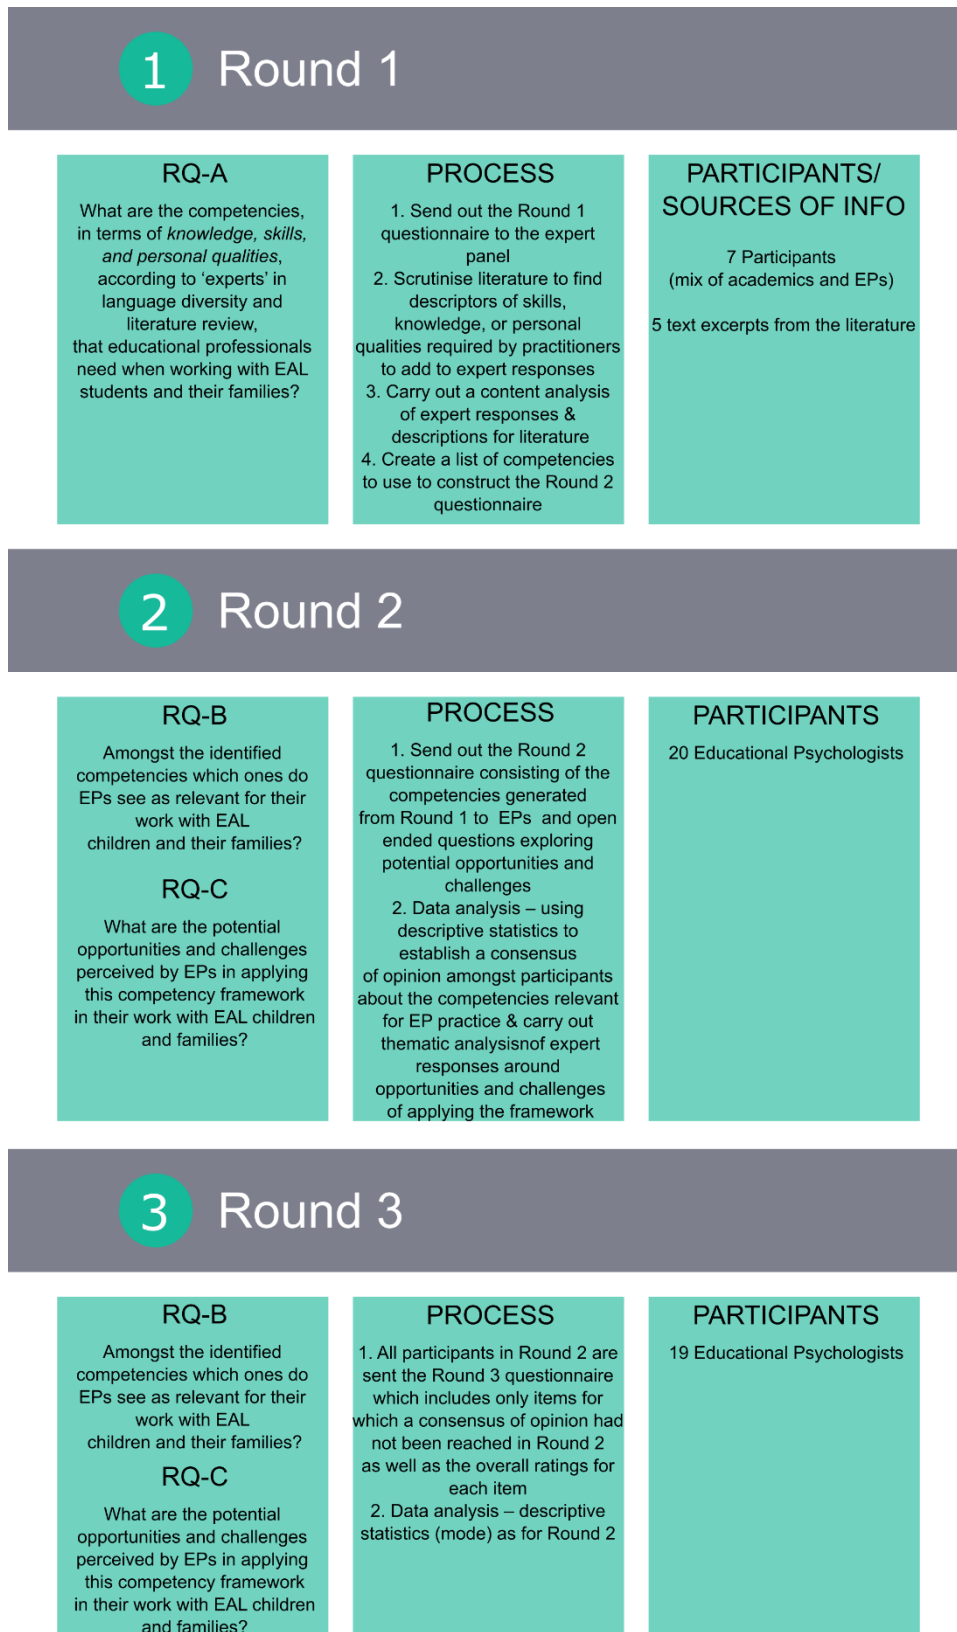 1 Round 1
RQ-A
What are the competencies,
in terms of knowledge, skills,
and personal qualities,
according to ‘experts’ in
language diversity and
literature review,
that educational professionals
need when working with EAL
students and their families?
PROCESS
1. Send out the Round 1
questionnaire to the expert
panel
2. Scrutinise literature to find
descriptors of skills,
knowledge, or personal
qualities required by practitioners
to add to expert responses
3. Carry out a content analysis
of expert responses &
descriptions for literature
4. Create a list of competencies
to use to construct the Round 2
questionnaire
PARTICIPANTS/
SOURCES OF INFO
7 Participants
(mix of academics and EPs)
5 text excerpts from the literature
2 Round 2
RQ-B
Amongst the identified
competencies which ones do
EPs see as relevant for their
work with EAL
children and their families?
RQ-C
What are the potential
opportunities and challenges
perceived by EPs in applying
this competency framework
in their work with EAL children
and families?
PROCESS
1. Send out the Round 2
questionnaire consisting of the
competencies generated
from Round 1 to EPs and open
ended questions exploring
potential opportunities and
challenges
2. Data analysis – using
descriptive statistics to
establish a consensus
of opinion amongst participants
about the competencies relevant
for EP practice & carry out
thematic analysisnof expert
responses around
opportunities and challenges
of applying the framework
PARTICIPANTS
20 Educational Psychologists
3 Round 3
RQ-B
Amongst the identified
competencies which ones do
EPs see as relevant for their
work with EAL
children and their families?
RQ-C
What are the potential
opportunities and challenges
perceived by EPs in applying
this competency framework
in their work with EAL children
and families?
PROCESS
1. All participants in Round 2 are
sent the Round 3 questionnaire
which includes only items for
which a consensus of opinion had
not been reached in Round 2
as well as the overall ratings for
each item
2. Data analysis – descriptive
statistics (mode) as for Round 2
PARTICIPANTS
19 Educational Psychologists